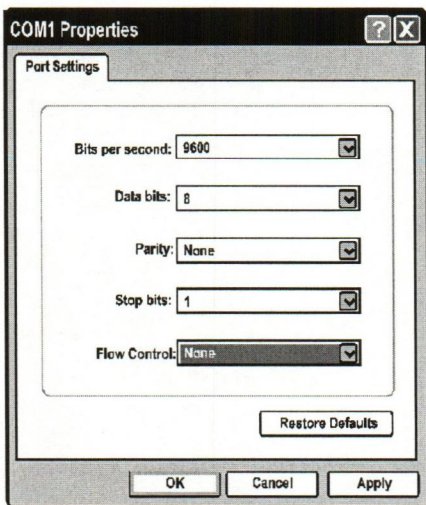 COM1 Properties
Port Settings
Bits per second: 9600
Data bits: 8
Parity: None
Stop bits: 1
Flow Control: None
Restore Defaults
OK Cancel Apply